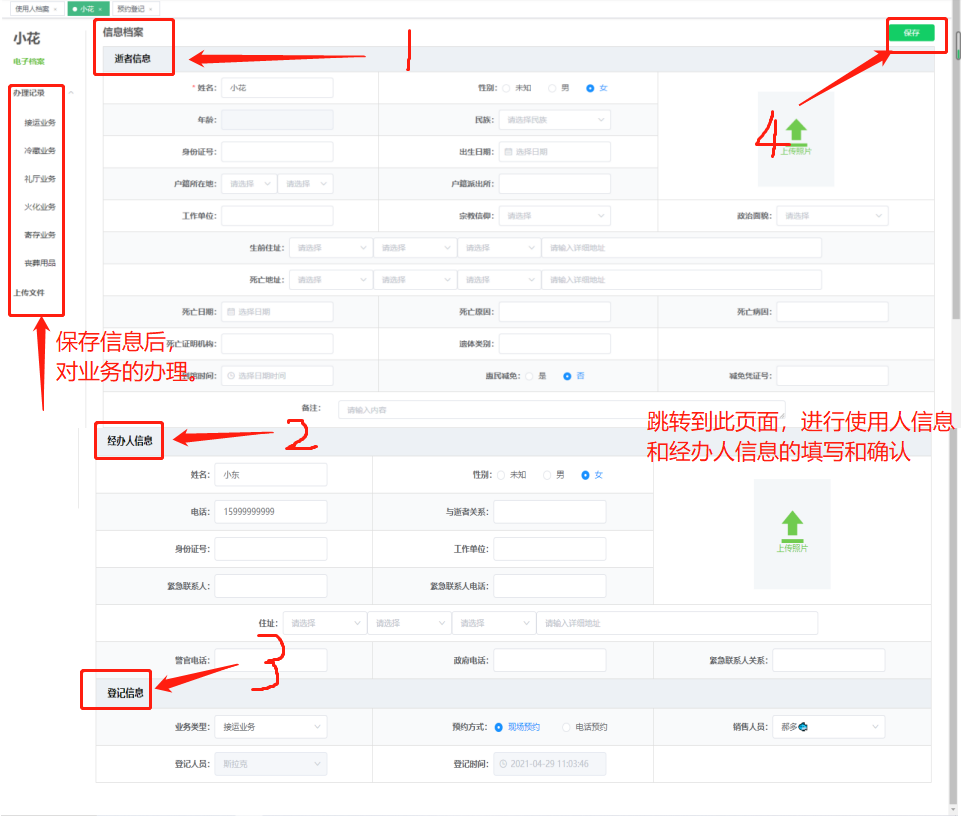 使用人档案 × 小花 × 预约登记 ×
小花
电子档案
办理记录
接运业务
冷藏业务
礼厅业务
火化业务
寄存业务
丧葬用品
上传文件
保存信息后，
对业务的办理。
信息档案
保存
逝者信息
1
* 姓名: 小花 性别: 未知 男 女
年龄: 民族: 请选择民族
4
上传照片
身份证号: 出生日期: 选择日期
户籍所在地: 请选择 请选择 户籍派出所:
工作单位: 宗教信仰: 请选择 政治面貌: 请选择
生前住址: 请选择 请选择 请选择 请输入详细地址
死亡地址: 请选择 请选择 请选择 请输入详细地址
死亡日期: 选择日期 死亡原因: 死亡病因:
死亡证明机构: 遗体类别:
时间: 选择日期时间 惠民减免: 是 否 减免凭证号:
备注: 请输入内容
跳转到此页面，进行使用人信息
和经办人信息的填写和确认
经办人信息
2
姓名: 小东 性别: 未知 男 女
电话: 15999999999 与逝者关系:
上传照片
身份证号: 工作单位:
紧急联系人: 紧急联系人电话:
住址: 请选择 请选择 请选择 请输入详细地址
3
警官电话: 政府电话: 紧急联系人关系:
登记信息
业务类型: 接运业务 预约方式: 现场预约 电话预约 销售人员: 郝多
登记人员: 斯拉克 登记时间: 2021-04-29 11:03:46